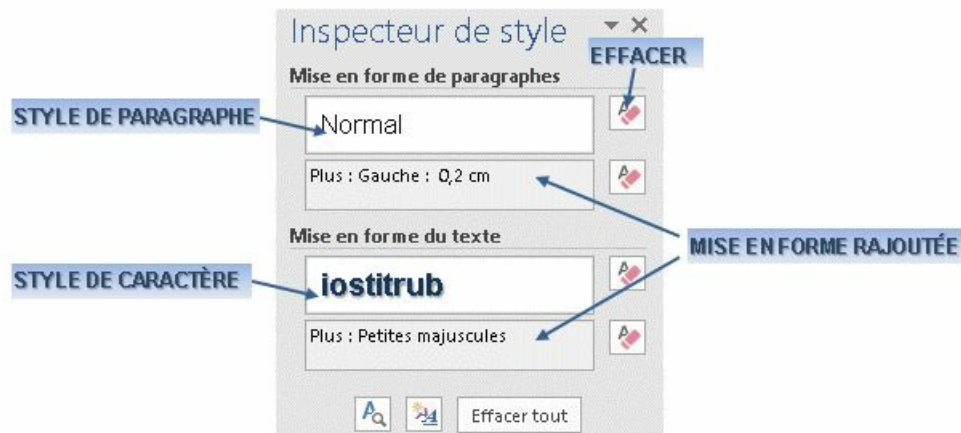 Inspecteur de style
EFFACER
Mise en forme de paragraphes
STYLE DE PARAGRAPHE
Normal
Plus : Gauche : 0,2 cm
Mise en forme du texte
MISE EN FORME RAJOUTÉE
STYLE DE CARACTÈRE
iostitrub
Plus : Petites majuscules
Effacer tout